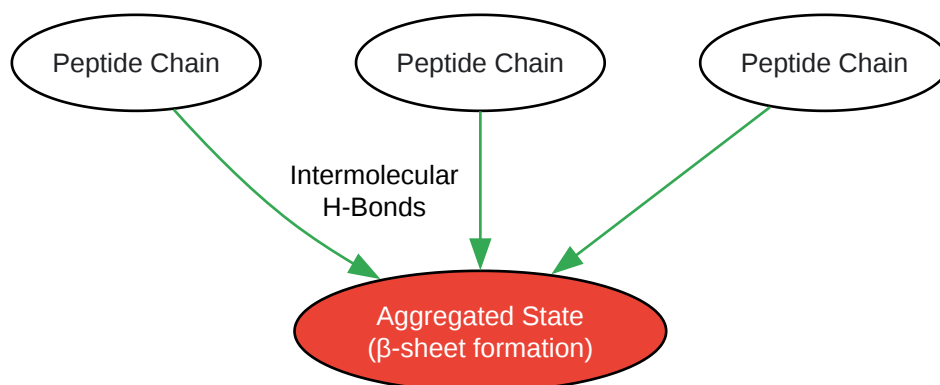 Peptide Chain
Peptide Chain
Peptide Chain
Intermolecular
H-Bonds
Aggregated State
(β-sheet formation)